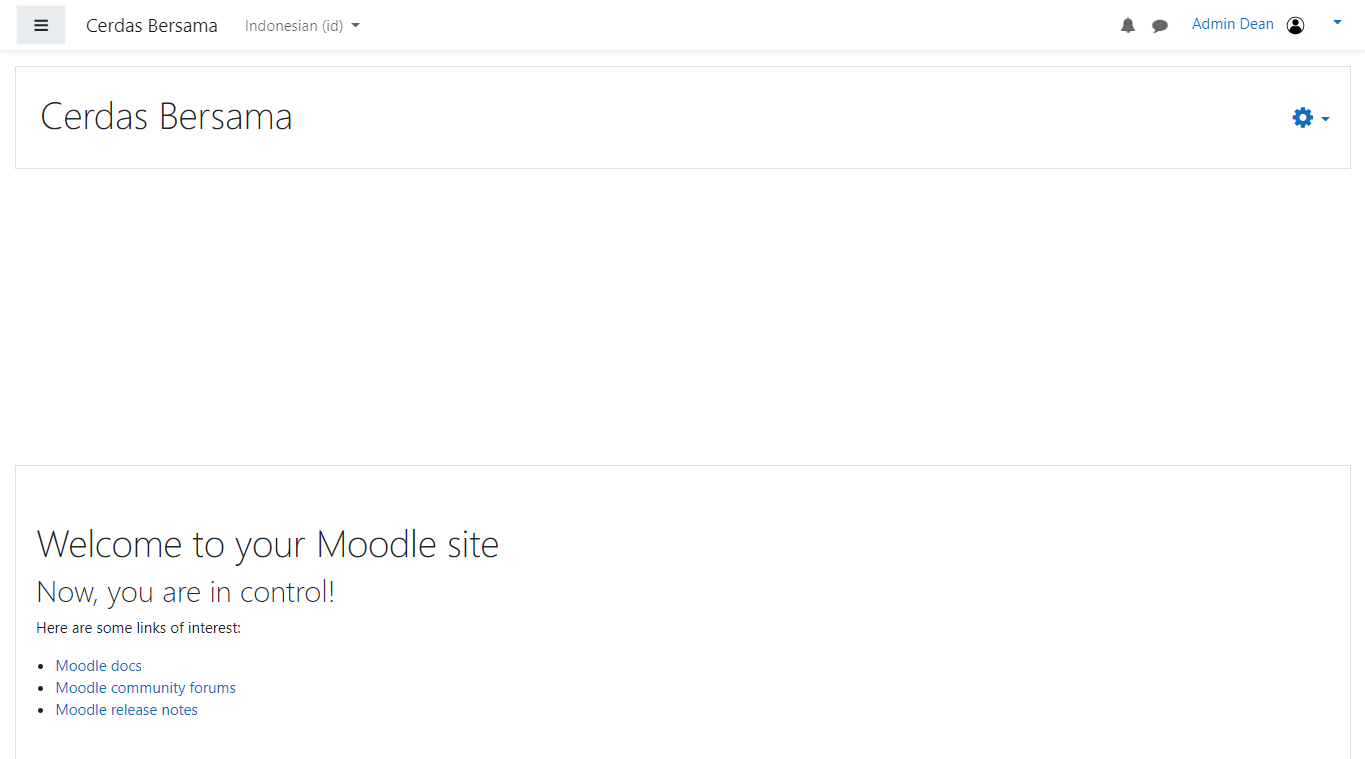 Cerdas Bersama
Indonesian (id)
Admin Dean
Cerdas Bersama
Welcome to your Moodle site
Now, you are in control!
Here are some links of interest:
Moodle docs
Moodle community forums
Moodle release notes